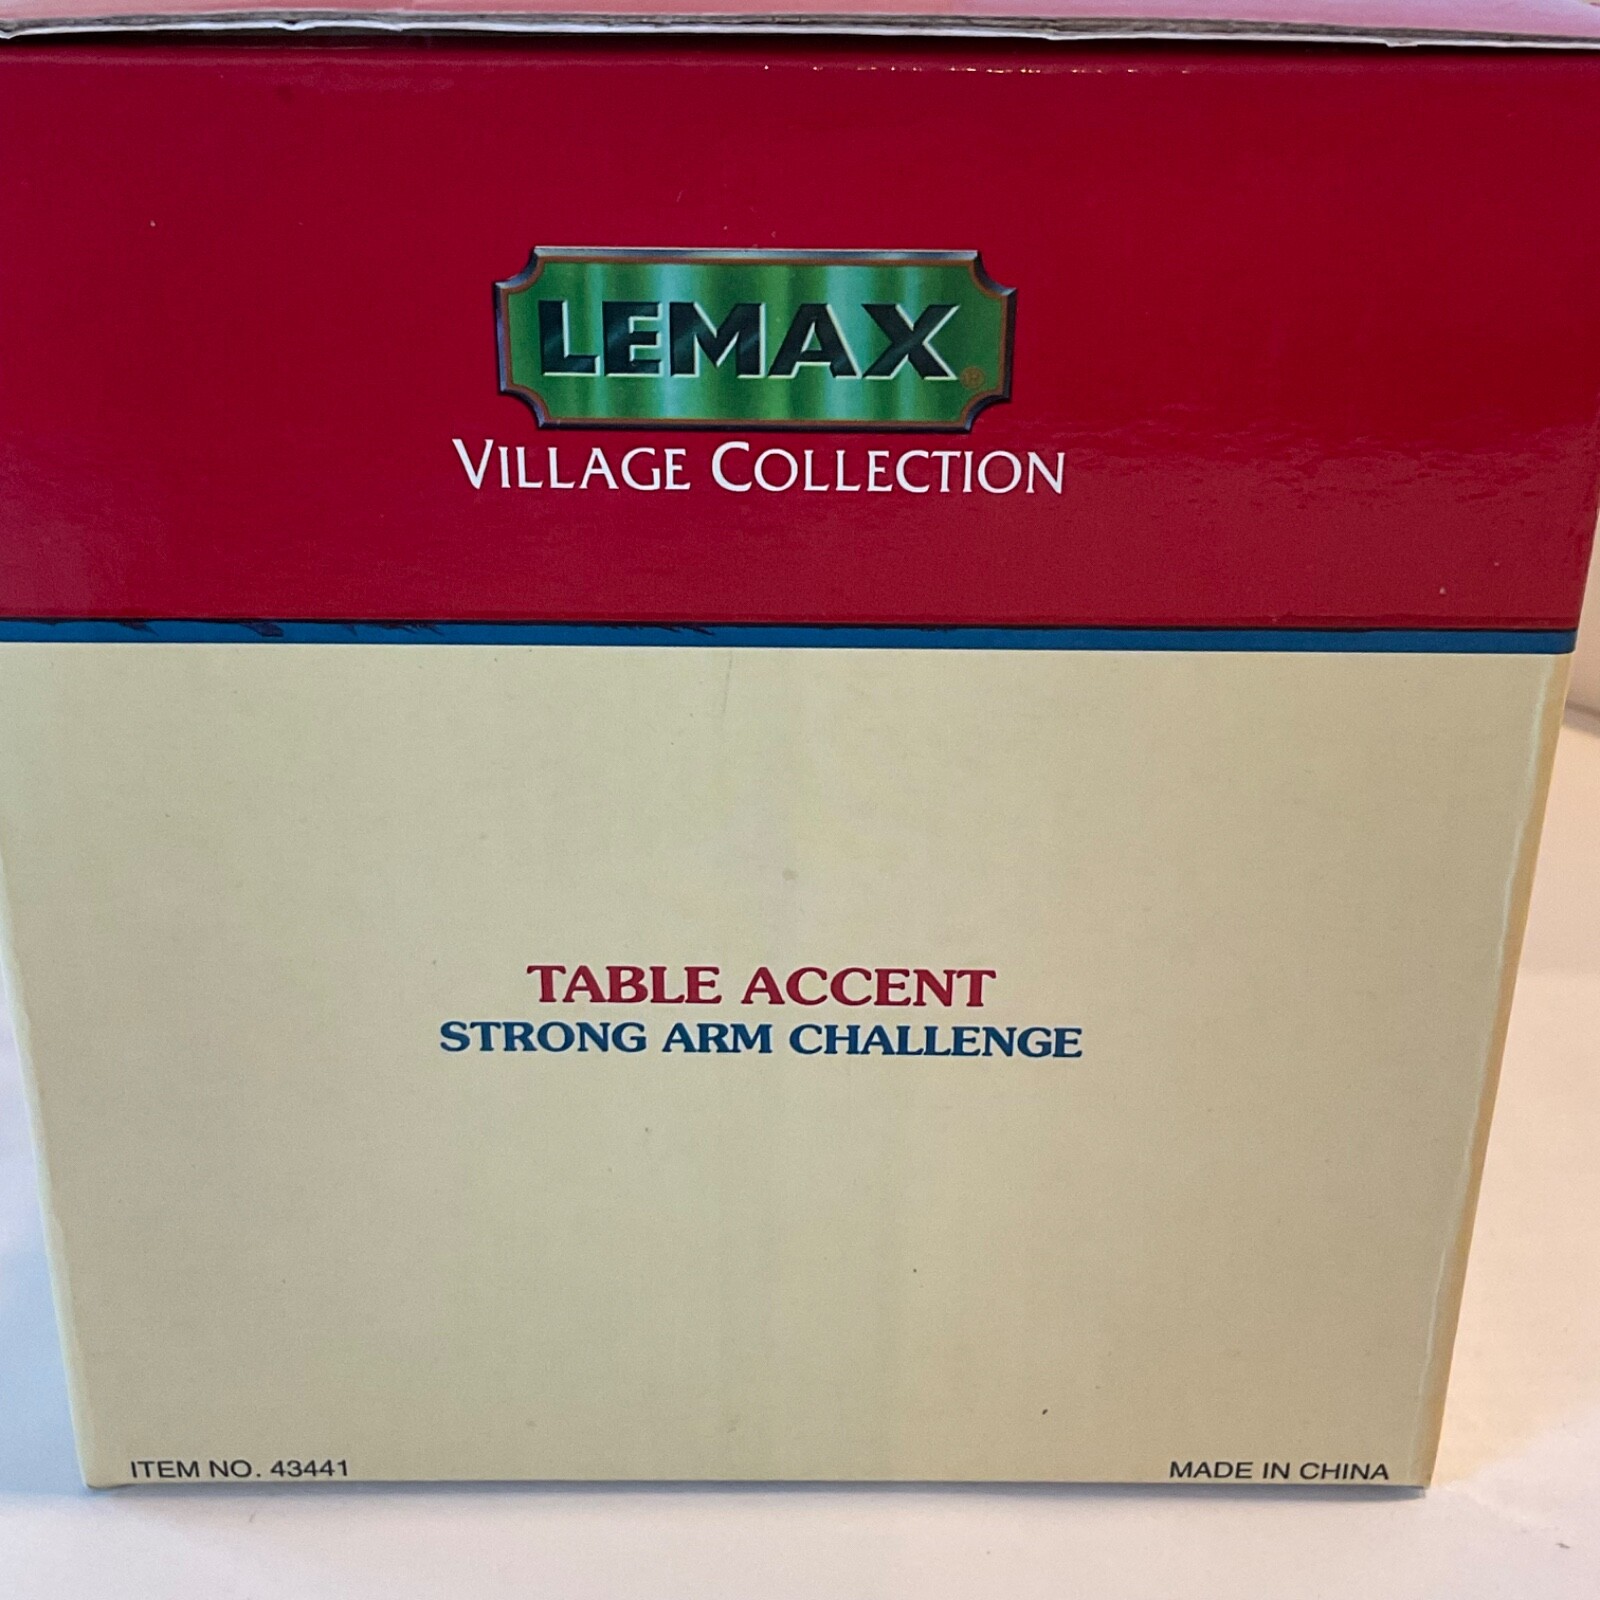 LEMAX®
VILLAGE COLLECTION
TABLE ACCENT
STRONG ARM CHALLENGE
ITEM NO. 43441
MADE IN CHINA